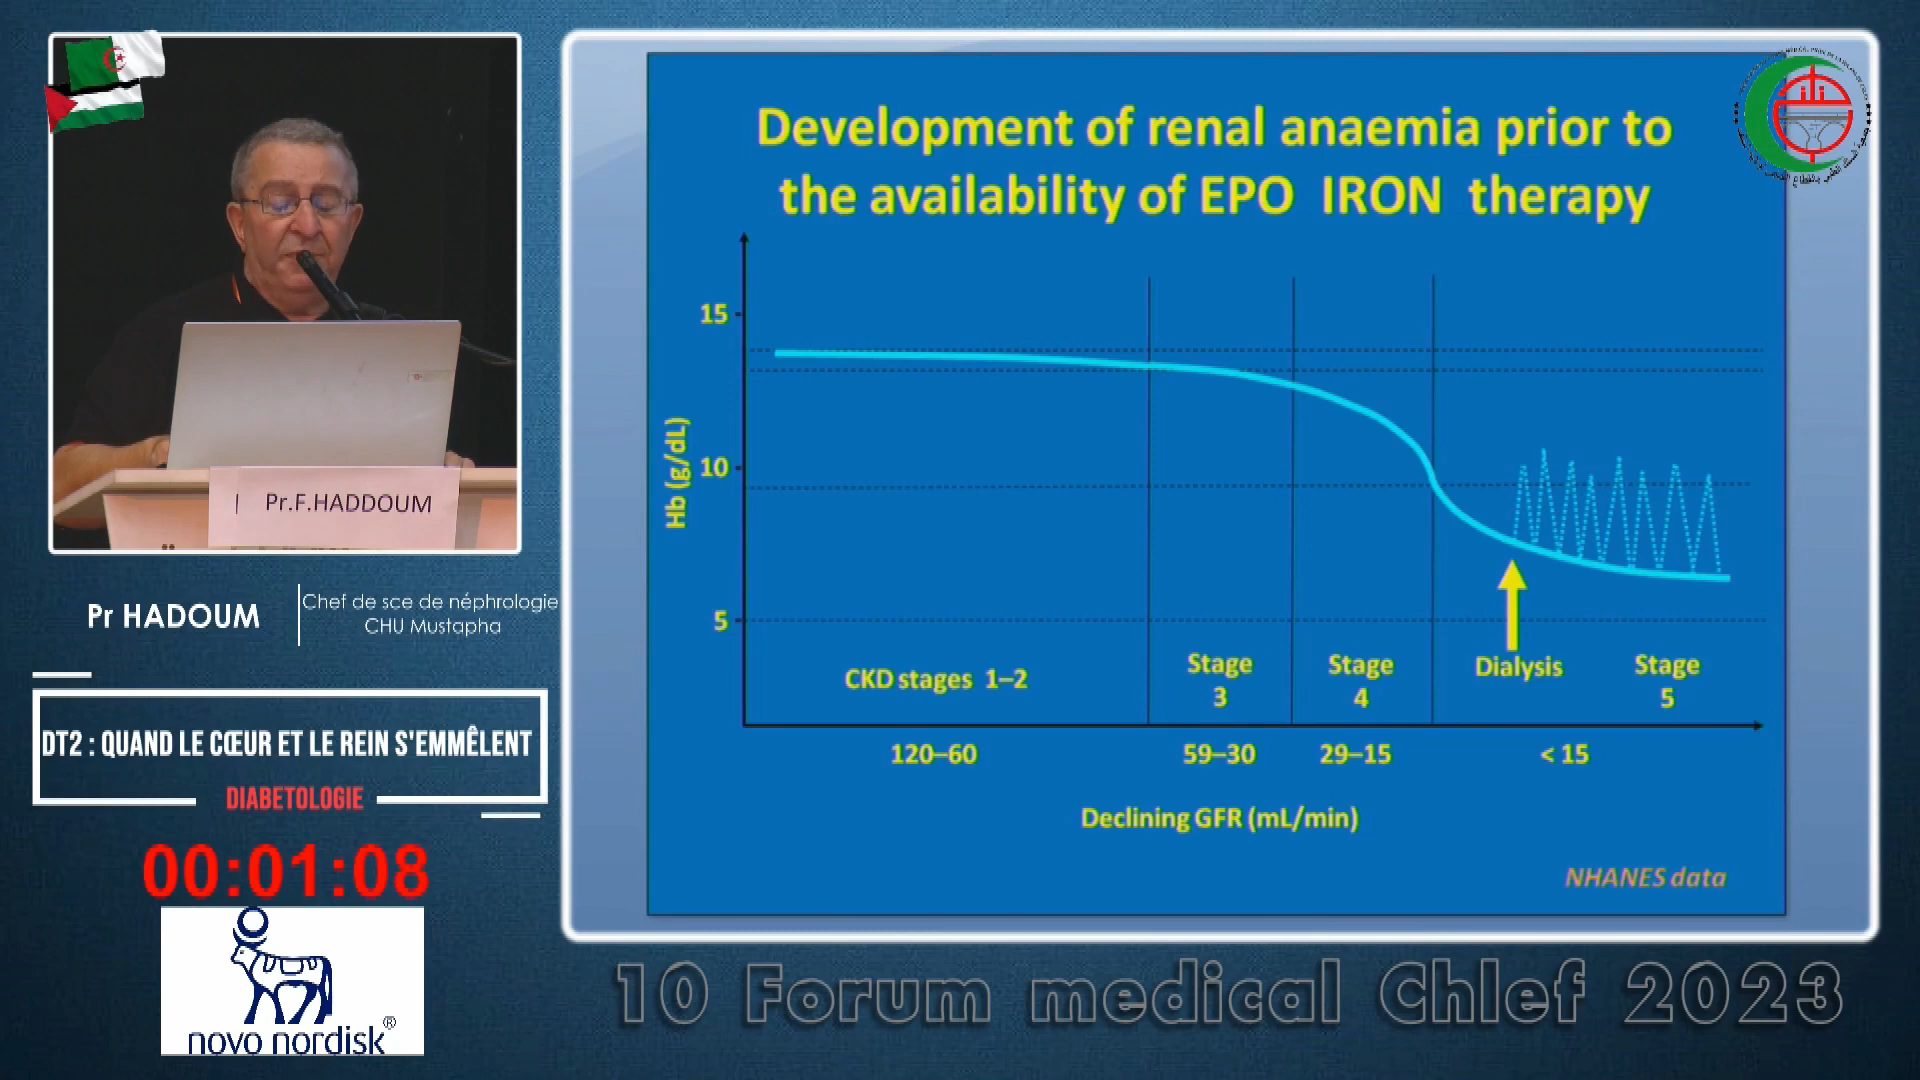 Pr.F.HADDOUM
Pr HADOUM
Chef de sce de néphrologie
CHU Mustapha
DT2 : QUAND LE CŒUR ET LE REIN S'EMMÊLENT
DIABETOLOGIE
00:01:08
novo nordisk®
Development of renal anaemia prior to
the availability of EPO IRON therapy
Hb (g/dL)
15
10
5
CKD stages 1–2
Stage
3
Stage
4
Dialysis
Stage
5
120–60
59–30
29–15
< 15
Declining GFR (mL/min)
NHANES data
10 Forum medical Chlef 2023